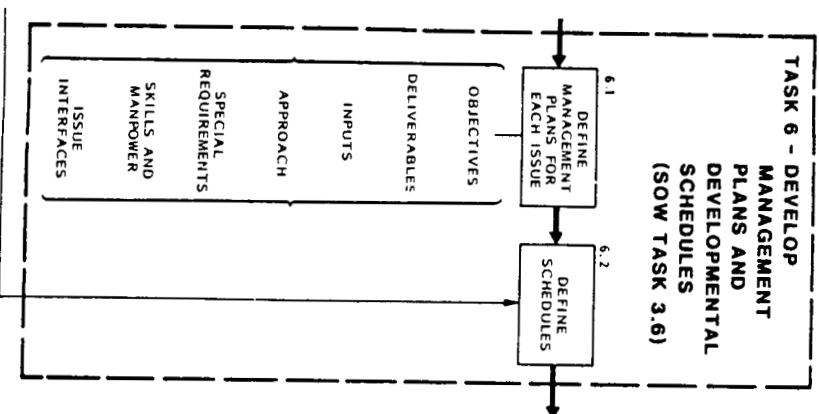 TASK 6 - DEVELOP
MANAGEMENT
PLANS AND
DEVELOPMENTAL
SCHEDULES
(SOW TASK 3.6)
6.1
DEFINE
MANAGEMENT
PLANS FOR
EACH ISSUE
6.2
DEFINE
SCHEDULES
OBJECTIVES
DELIVERABLES
INPUTS
APPROACH
SPECIAL
REQUIREMENTS
SKILLS AND
MANPOWER
ISSUE
INTERFACES